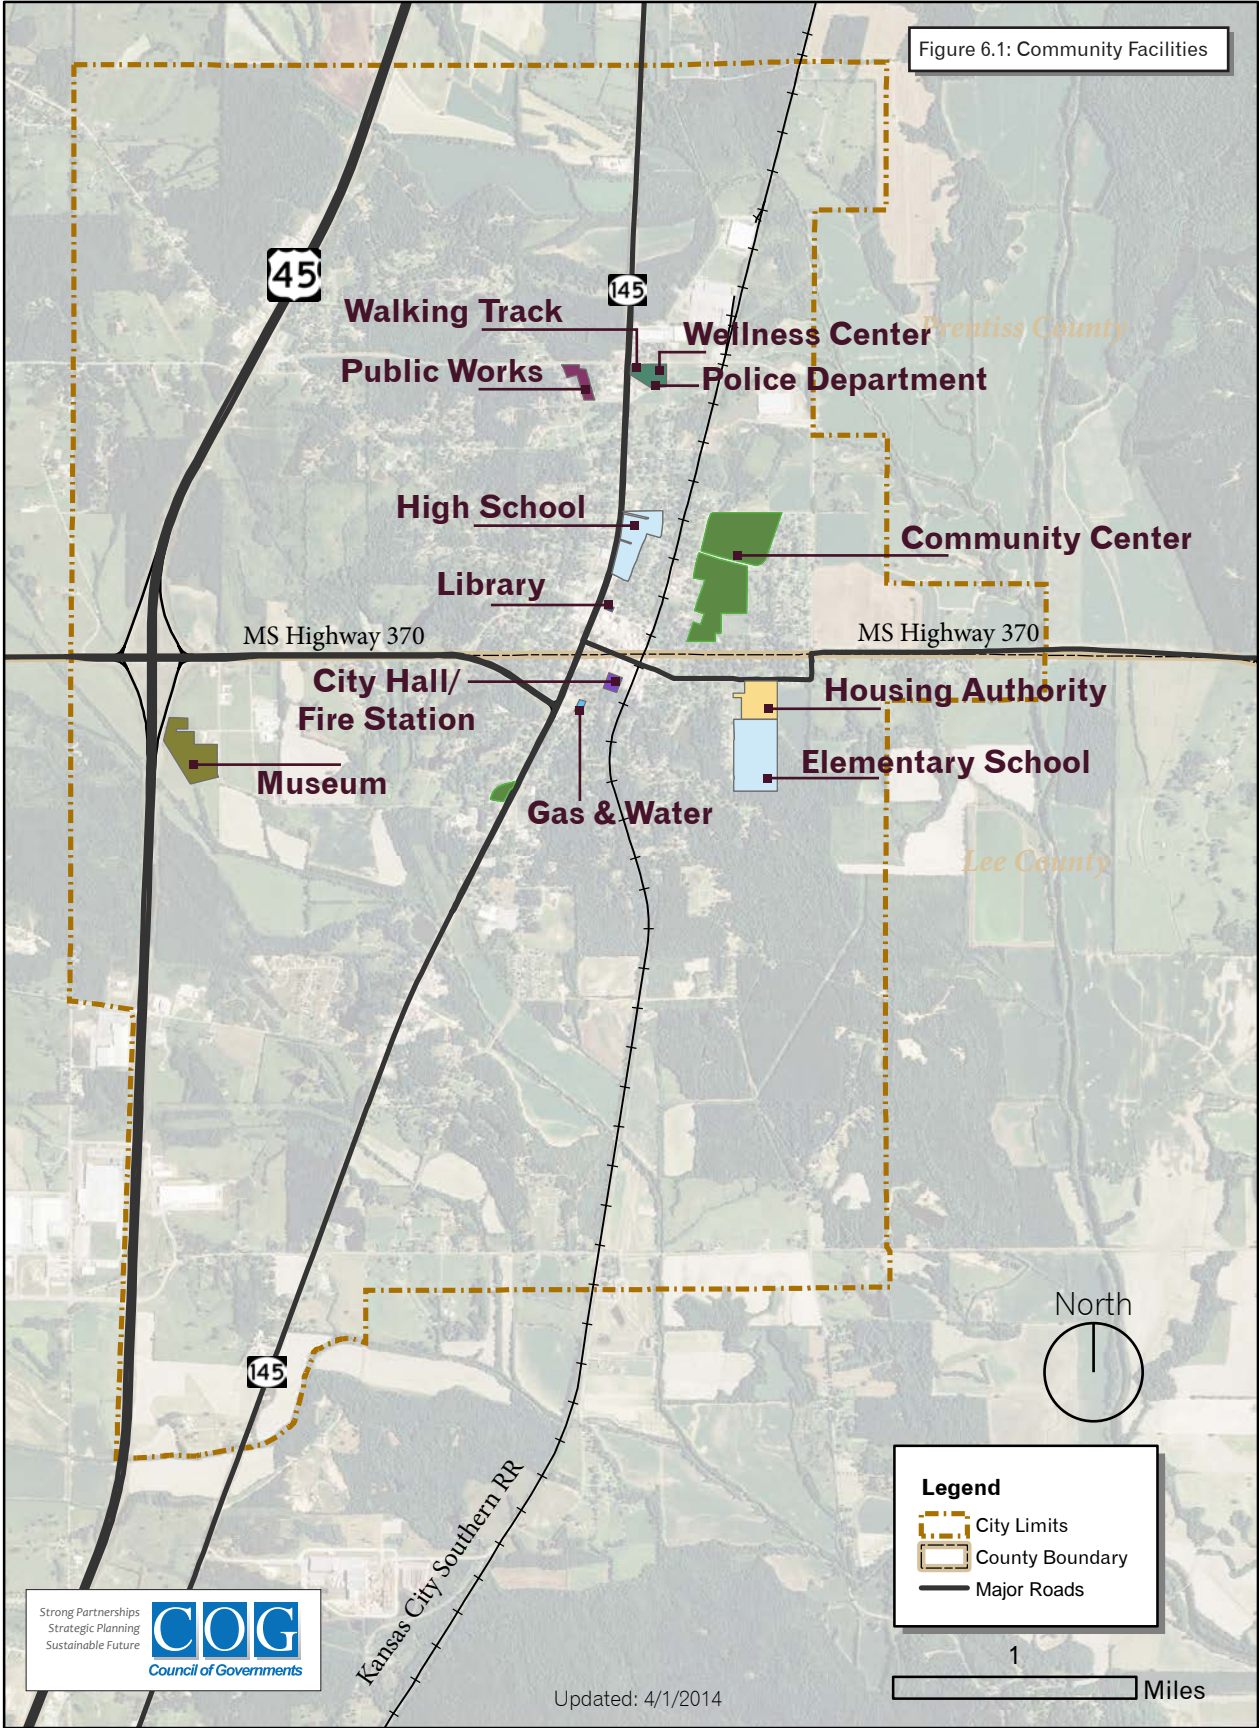 Figure 6.1: Community Facilities
45
145
Walking Track
Prentiss County
Wellness Center
Public Works
Police Department
High School
Community Center
Library
MS Highway 370
MS Highway 370
City Hall/
Fire Station
Housing Authority
Museum
Elementary School
Gas & Water
Lee County
North
145
Kansas City Southern RR
Legend
City Limits
County Boundary
Major Roads
Strong Partnerships
Strategic Planning
Sustainable Future
COG
Council of Governments
1
Miles
Updated: 4/1/2014